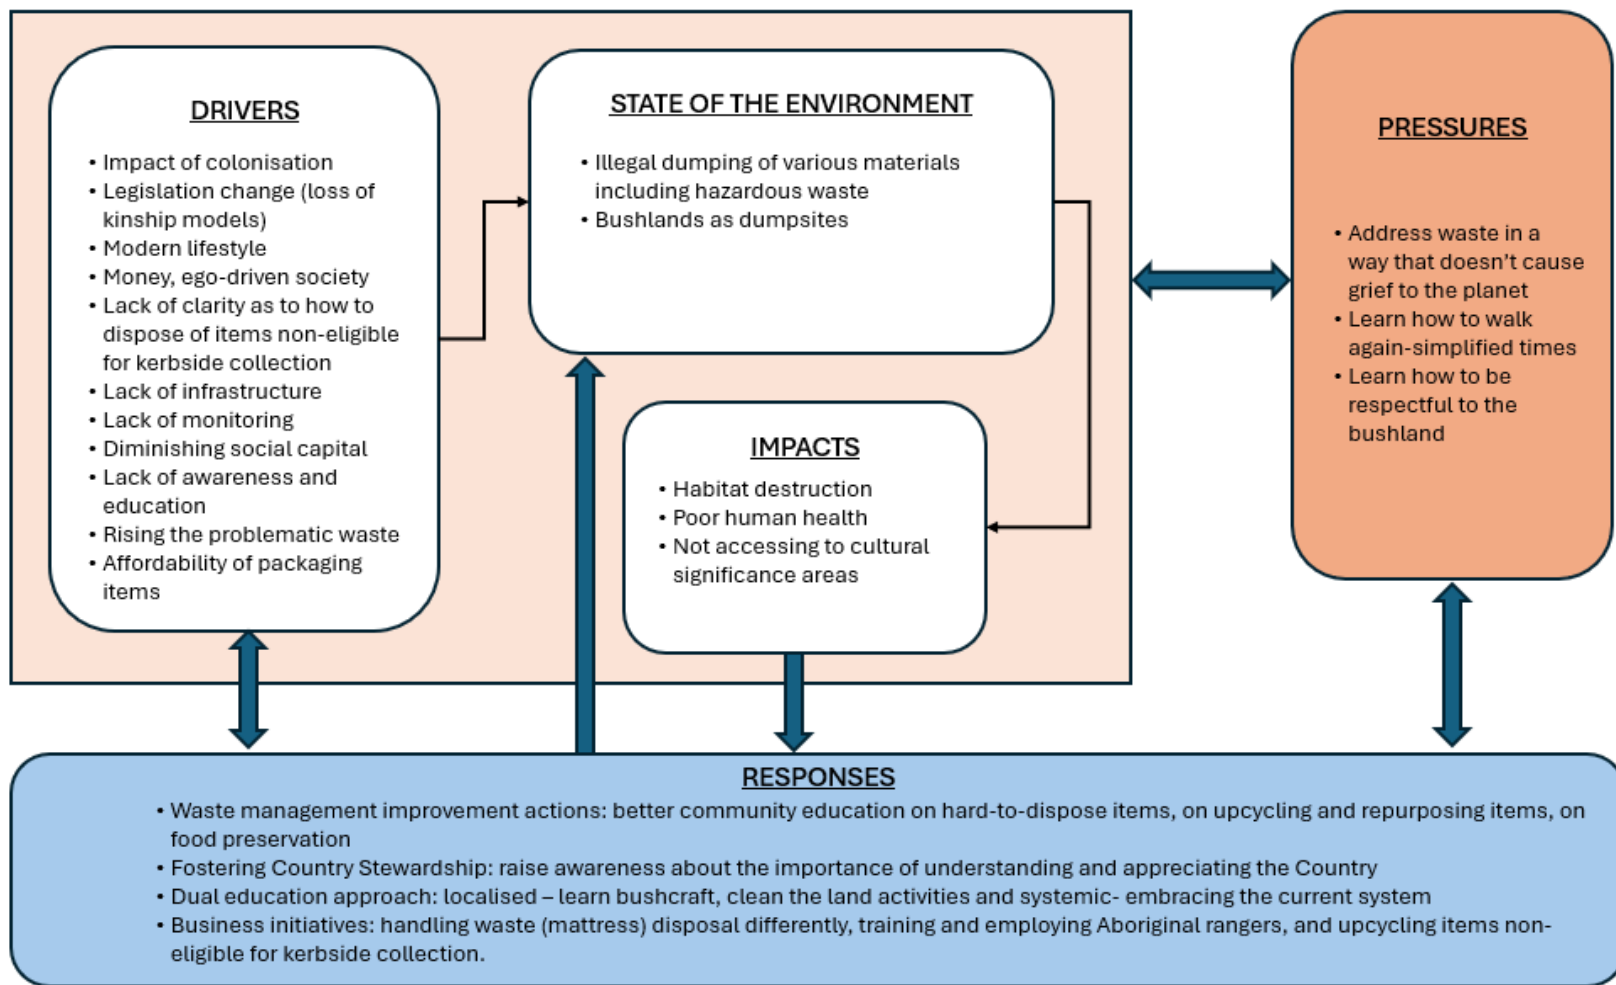 DRIVERS
• Impact of colonisation
• Legislation change (loss of
kinship models)
• Modern lifestyle
• Money, ego-driven society
• Lack of clarity as to how to
dispose of items non-eligible
for kerbside collection
• Lack of infrastructure
• Lack of monitoring
• Diminishing social capital
• Lack of awareness and
education
• Rising the problematic waste
• Affordability of packaging
items
STATE OF THE ENVIRONMENT
• Illegal dumping of various materials
including hazardous waste
• Bushlands as dumpsites
IMPACTS
• Habitat destruction
• Poor human health
• Not accessing to cultural
significance areas
PRESSURES
• Address waste in a
way that doesn't cause
grief to the planet
• Learn how to walk
again-simplified times
• Learn how to be
respectful to the
bushland
RESPONSES
• Waste management improvement actions: better community education on hard-to-dispose items, on upcycling and repurposing items, on
food preservation
• Fostering Country Stewardship: raise awareness about the importance of understanding and appreciating the Country
• Dual education approach: localised – learn bushcraft, clean the land activities and systemic- embracing the current system
• Business initiatives: handling waste (mattress) disposal differently, training and employing Aboriginal rangers, and upcycling items non-
eligible for kerbside collection.